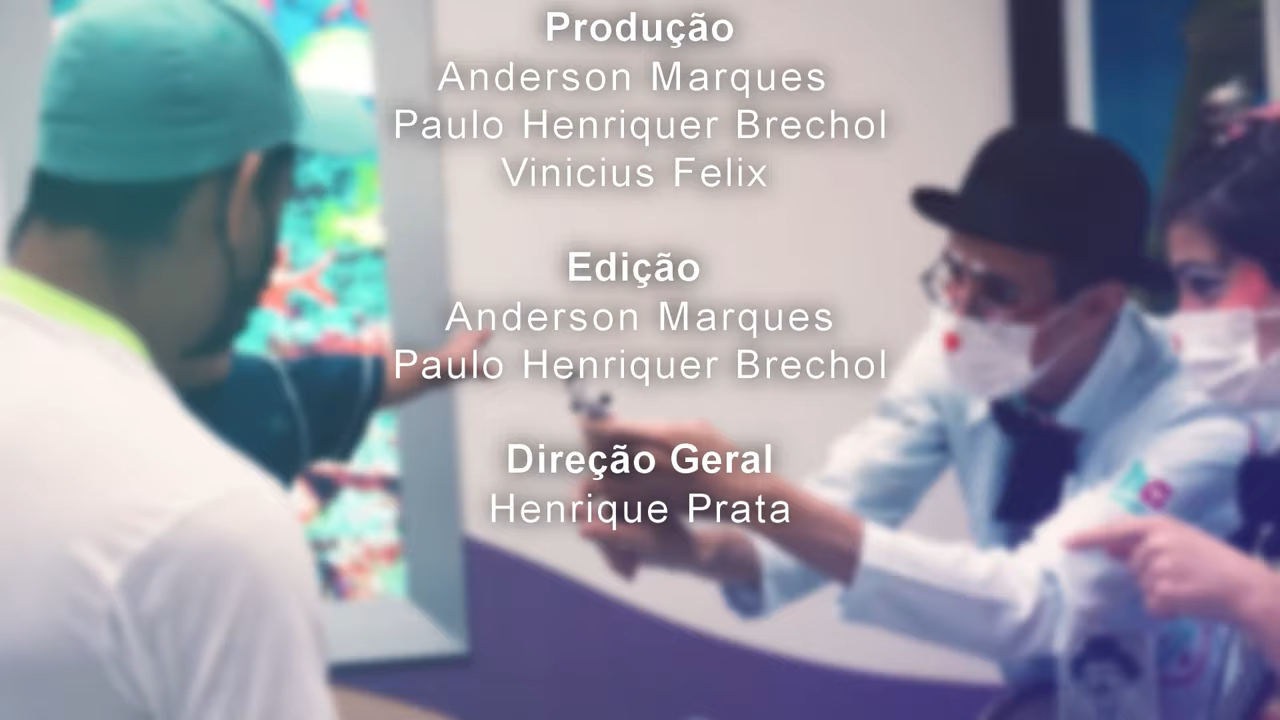 Produção
Anderson Marques
Paulo Henriquer Brechol
Vinicius Felix
Edição
Anderson Marques
Paulo Henriquer Brechol
Direção Geral
Henrique Prata